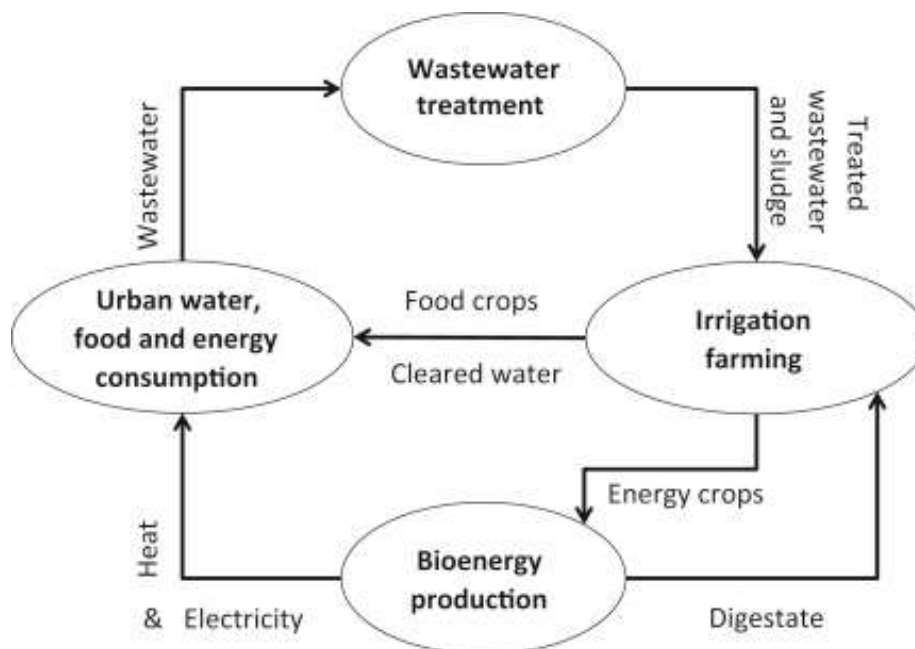 Wastewater
treatment
Wastewater
Treated
wastewater
and sludge
Urban water,
food and energy
consumption
Food crops
Cleared water
Irrigation
farming
Energy crops
Bioenergy
production
Heat
& Electricity
Digestate